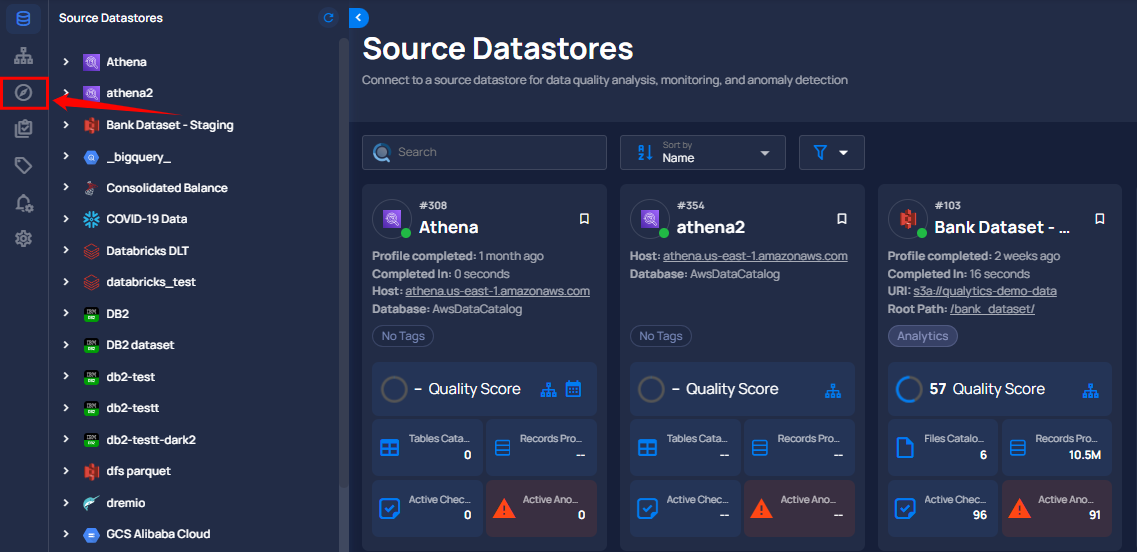 Source Datastores
Athena
athena2
Bank Dataset - Staging
_bigquery_
Consolidated Balance
COVID-19 Data
Databricks DLT
databricks_test
DB2
DB2 dataset
db2-test
db2-testt
db2-testt-dark2
dfs parquet
dremio
GCS Alibaba Cloud
Source Datastores
Connect to a source datastore for data quality analysis, monitoring, and anomaly detection
Search
Sort by
Name
#308
Athena
Profile completed: 1 month ago
Completed In: 0 seconds
Host: athena.us-east-1.amazonaws.com
Database: AwsDataCatalog
No Tags
– Quality Score
Tables Cata... 0
Records Pro... --
Active Chec... 0
Active Ano... 0
#354
athena2
Host: athena.us-east-1.amazonaws.com
Database: AwsDataCatalog
No Tags
– Quality Score
Tables Cata... --
Records Pro... --
Active Chec... --
Active Ano... --
#103
Bank Dataset - ...
Profile completed: 2 weeks ago
Completed In: 16 seconds
URI: s3a://qualytics-demo-data
Root Path: /bank_dataset/
Analytics
57 Quality Score
Files Catalo... 6
Records Pro... 10.5M
Active Chec... 96
Active Ano... 91